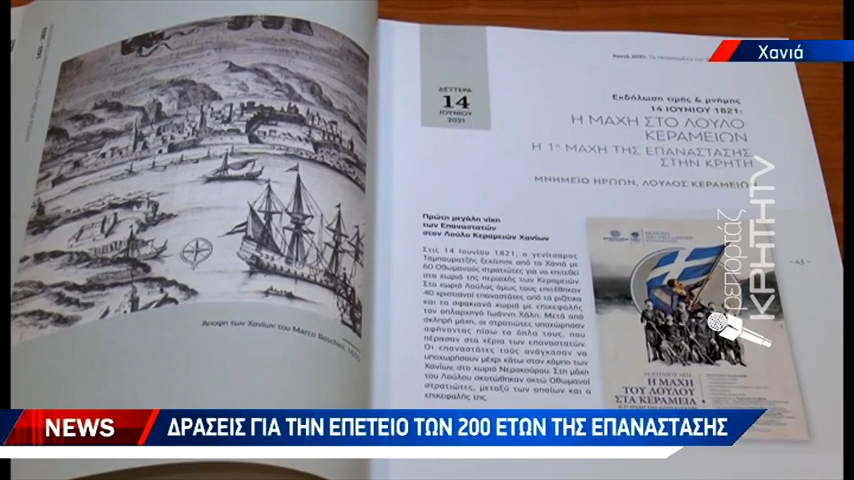 Χανιά
ΔΕΥΤΕΡΑ
14
ΙΟΥΝΙΟΥ
2021
Εκδήλωση τιμής & μνήμης
14 ΙΟΥΝΙΟΥ 1821:
Η ΜΑΧΗ ΣΤΟ ΛΟΥΛΟ
ΚΕΡΑΜΕΙΩΝ
Η 1η ΜΑΧΗ ΤΗΣ ΕΠΑΝΑΣΤΑΣΗΣ
ΣΤΗΝ ΚΡΗΤΗ
ΜΝΗΜΕΙΟ ΗΡΩΩΝ, ΛΟΥΛΟΣ ΚΕΡΑΜΕΙΩΝ
Πρώτη μεγάλη νίκη
των Επαναστατών
στον Λούλο Κεραμειών Χανίων
Στις 14 Ιουνίου 1821, ο γενίτσαρος
Ταμπουρατζής ξεκίνησε από τα Χανιά με
60 Οθωμανούς στρατιώτες για να επιτεθεί
στα χωριά της περιοχής των Κεραμειών.
Στο χωριό Λούλος όμως τους επιτέθηκαν
40 χριστιανοί επαναστάτες από τα ριζίτικα
και τα σφακιανά χωριά με επικεφαλής
τον οπλαρχηγό Ιωάννη Χάλη. Μετά από
σκληρή μάχη, οι στρατιώτες υποχώρησαν
αφήνοντας πίσω τα όπλα τους, που
πέρασαν στα χέρια των επαναστατών.
Οι επαναστάτες τούς ανάγκασαν να
υποχωρήσουν μέχρι κάτω στον κάμπο των
Χανίων, στο χωριό Νεροκούρου. Στη μάχη
του Λούλου σκοτώθηκαν οκτώ Οθωμανοί
στρατιώτες, μεταξύ των οποίων και ο
επικεφαλής της.
Άποψη των Χανίων του Marco Boschini, 1651
14 ΙΟΥΝΙΟΥ 1821
Η ΜΑΧΗ
ΤΟΥ ΛΟΥΛΟΥ
ΣΤΑ ΚΕΡΑΜΕΙΑ
ρεπορτάζ
ΚΡΗΤΗTV
NEWS
ΔΡΑΣΕΙΣ ΓΙΑ ΤΗΝ ΕΠΕΤΕΙΟ ΤΩΝ 200 ΕΤΩΝ ΤΗΣ ΕΠΑΝΑΣΤΑΣΗΣ